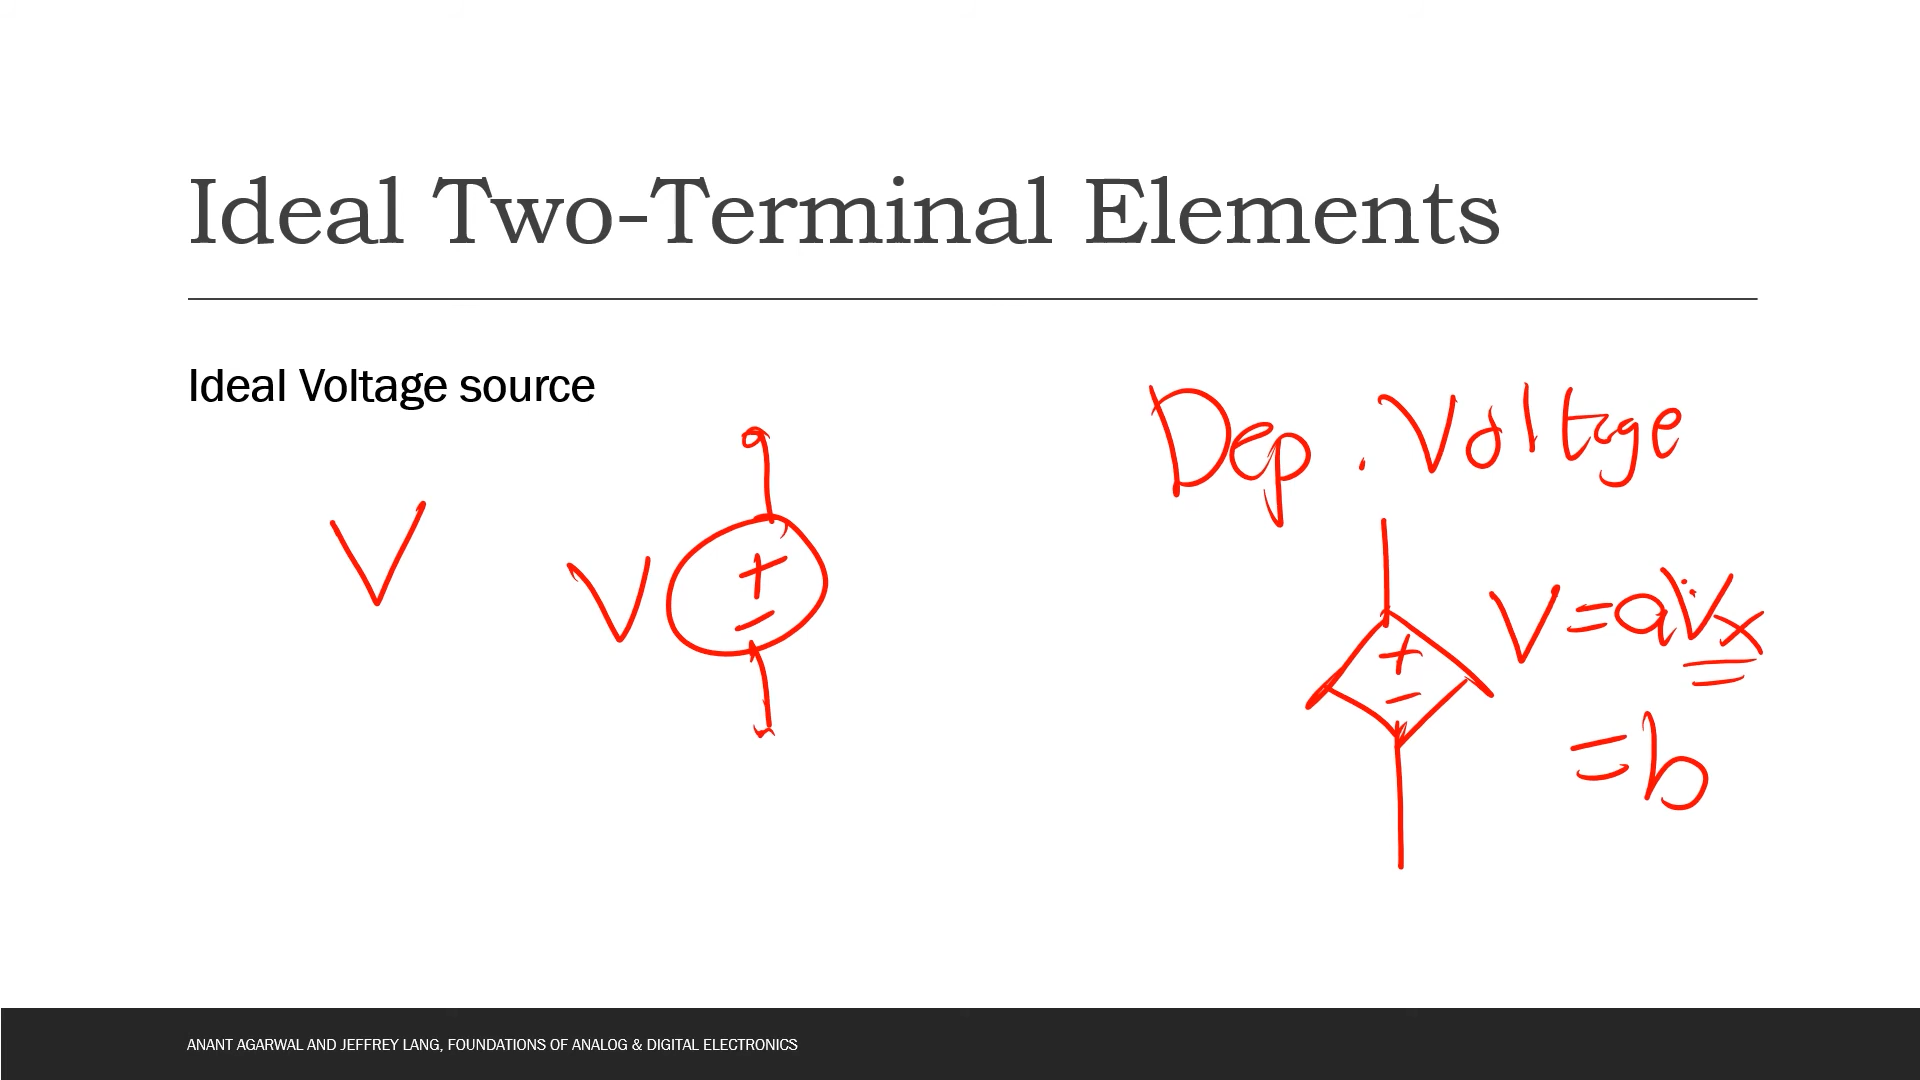 Ideal Two-Terminal Elements
Ideal Voltage source
Dep. Voltage
V
V
+
-
+
-
V = aVx
= b
ANANT AGARWAL AND JEFFREY LANG, FOUNDATIONS OF ANALOG & DIGITAL ELECTRONICS